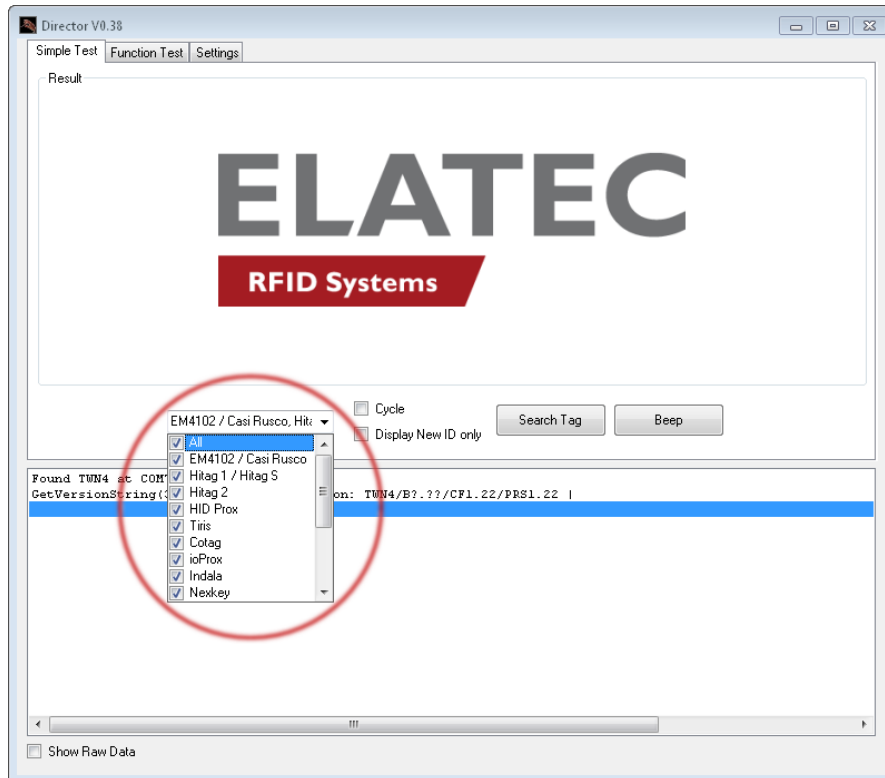 Director V0.38
Simple Test Function Test Settings
Result
ELATEC
RFID Systems
EM4102 / Casi Rusco, Hit
Cycle
Display New ID only
Search Tag
Beep
All
EM4102 / Casi Rusco
Hitag 1 / Hitag S
Hitag 2
HID Prox
Tiris
Cotag
ioProx
Indala
Nexkey
Found TWN4 at COM
GetVersionString( on: TWN4/B?.??/CF1.22/PRS1.22 |
Show Raw Data